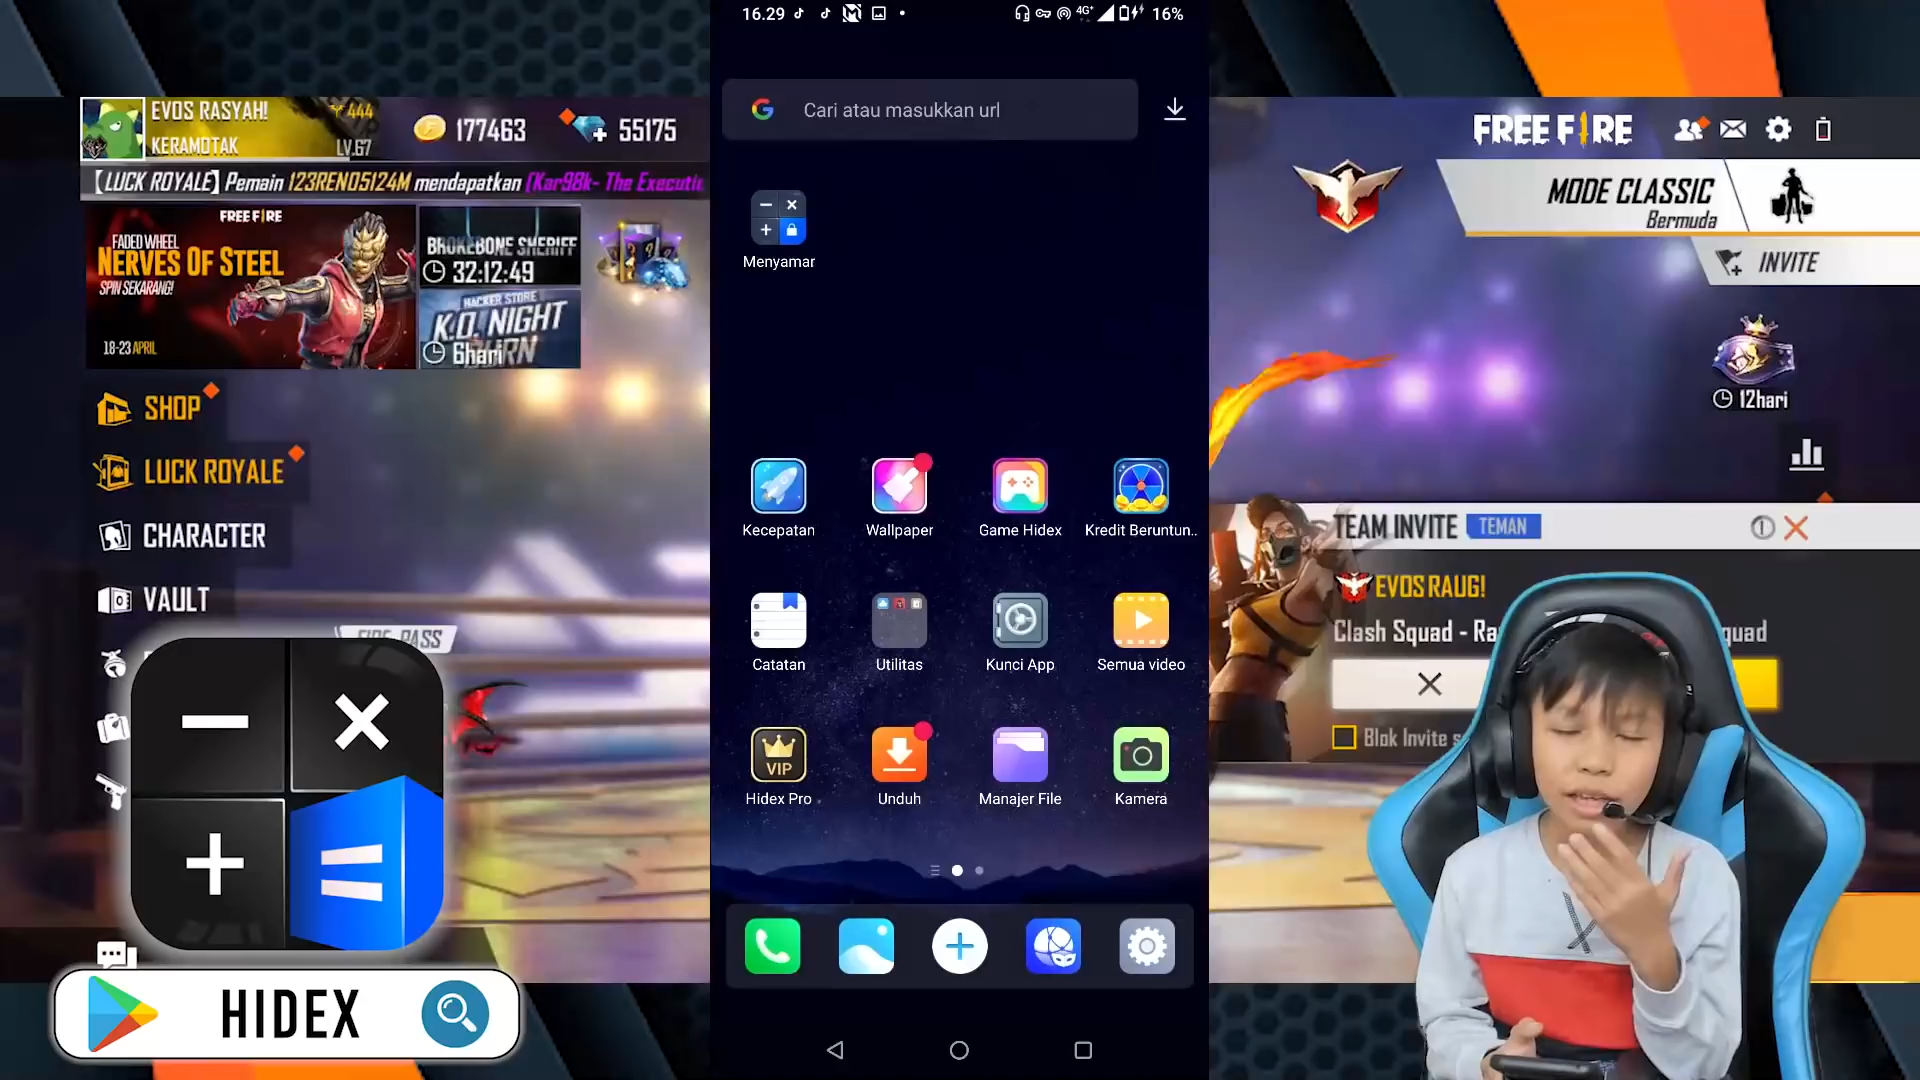 16.29
4G+
16%
Cari atau masukkan url
Menyamar
Kecepatan
Wallpaper
Game Hidex
Kredit Beruntun..
Catatan
Utilitas
Kunci App
Semua video
VIP
Hidex Pro
Unduh
Manajer File
Kamera
EVOS RASYAH!
444
KERAMOTAK
LV.67
177463
55175
【LUCK ROYALE】 Pemain 123RENO5124M mendapatkan [Kar98k- The Executio
FREE FIRE
FADED WHEEL
NERVES OF STEEL
SPIN SEKARANG!
18-23 APRIL
BROKEBONE SHERIFF
32:12:49
HACKER STORE
K.O. NIGHT
6hari
SHOP
LUCK ROYALE
CHARACTER
VAULT
HIDEX
FREE FIRE
MODE CLASSIC
Bermuda
INVITE
12hari
TEAM INVITE TEMAN
EVOS RAUG!
Clash Squad - Ra
quad
Blok Invite s